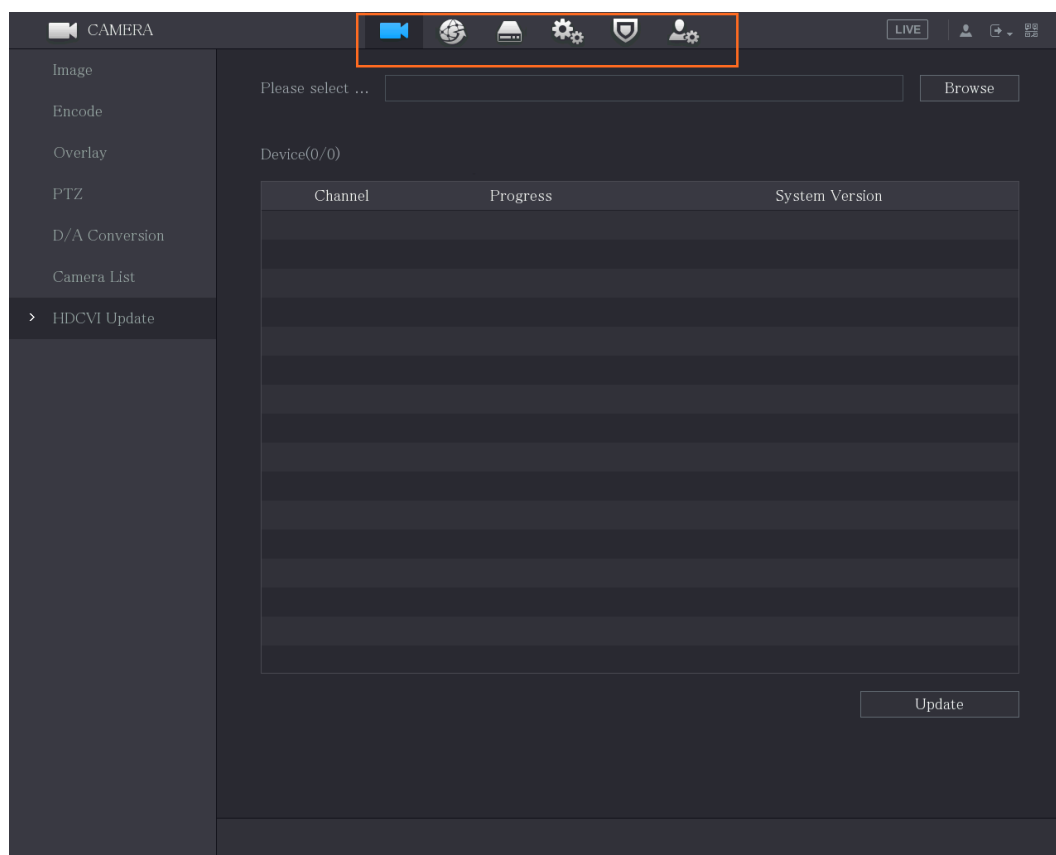 CAMERA
LIVE
Image
Encode
Overlay
PTZ
D/A Conversion
Camera List
HDCVI Update
Please select ...
Browse
Device(0/0)
Channel Progress System Version
Update